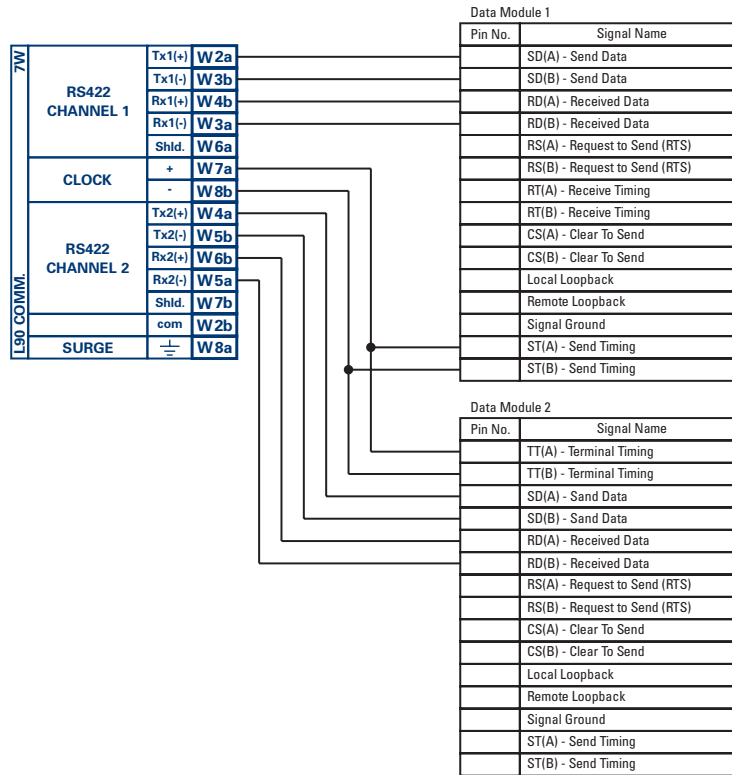 7W
L90 COMM.
RS422
CHANNEL 1
Tx1(+) W2a
Tx1(-) W3b
Rx1(+) W4b
Rx1(-) W3a
Shld. W6a
CLOCK
+ W7a
- W8b
RS422
CHANNEL 2
Tx2(+) W4a
Tx2(-) W5b
Rx2(+) W6b
Rx2(-) W5a
Shld. W7b
com W2b
SURGE W8a
Data Module 1
Pin No. Signal Name
SD(A) - Send Data
SD(B) - Send Data
RD(A) - Received Data
RD(B) - Received Data
RS(A) - Request to Send (RTS)
RS(B) - Request to Send (RTS)
RT(A) - Receive Timing
RT(B) - Receive Timing
CS(A) - Clear To Send
CS(B) - Clear To Send
Local Loopback
Remote Loopback
Signal Ground
ST(A) - Send Timing
ST(B) - Send Timing
Data Module 2
Pin No. Signal Name
TT(A) - Terminal Timing
TT(B) - Terminal Timing
SD(A) - Sand Data
SD(B) - Sand Data
RD(A) - Received Data
RD(B) - Received Data
RS(A) - Request to Send (RTS)
RS(B) - Request to Send (RTS)
CS(A) - Clear To Send
CS(B) - Clear To Send
Local Loopback
Remote Loopback
Signal Ground
ST(A) - Send Timing
ST(B) - Send Timing